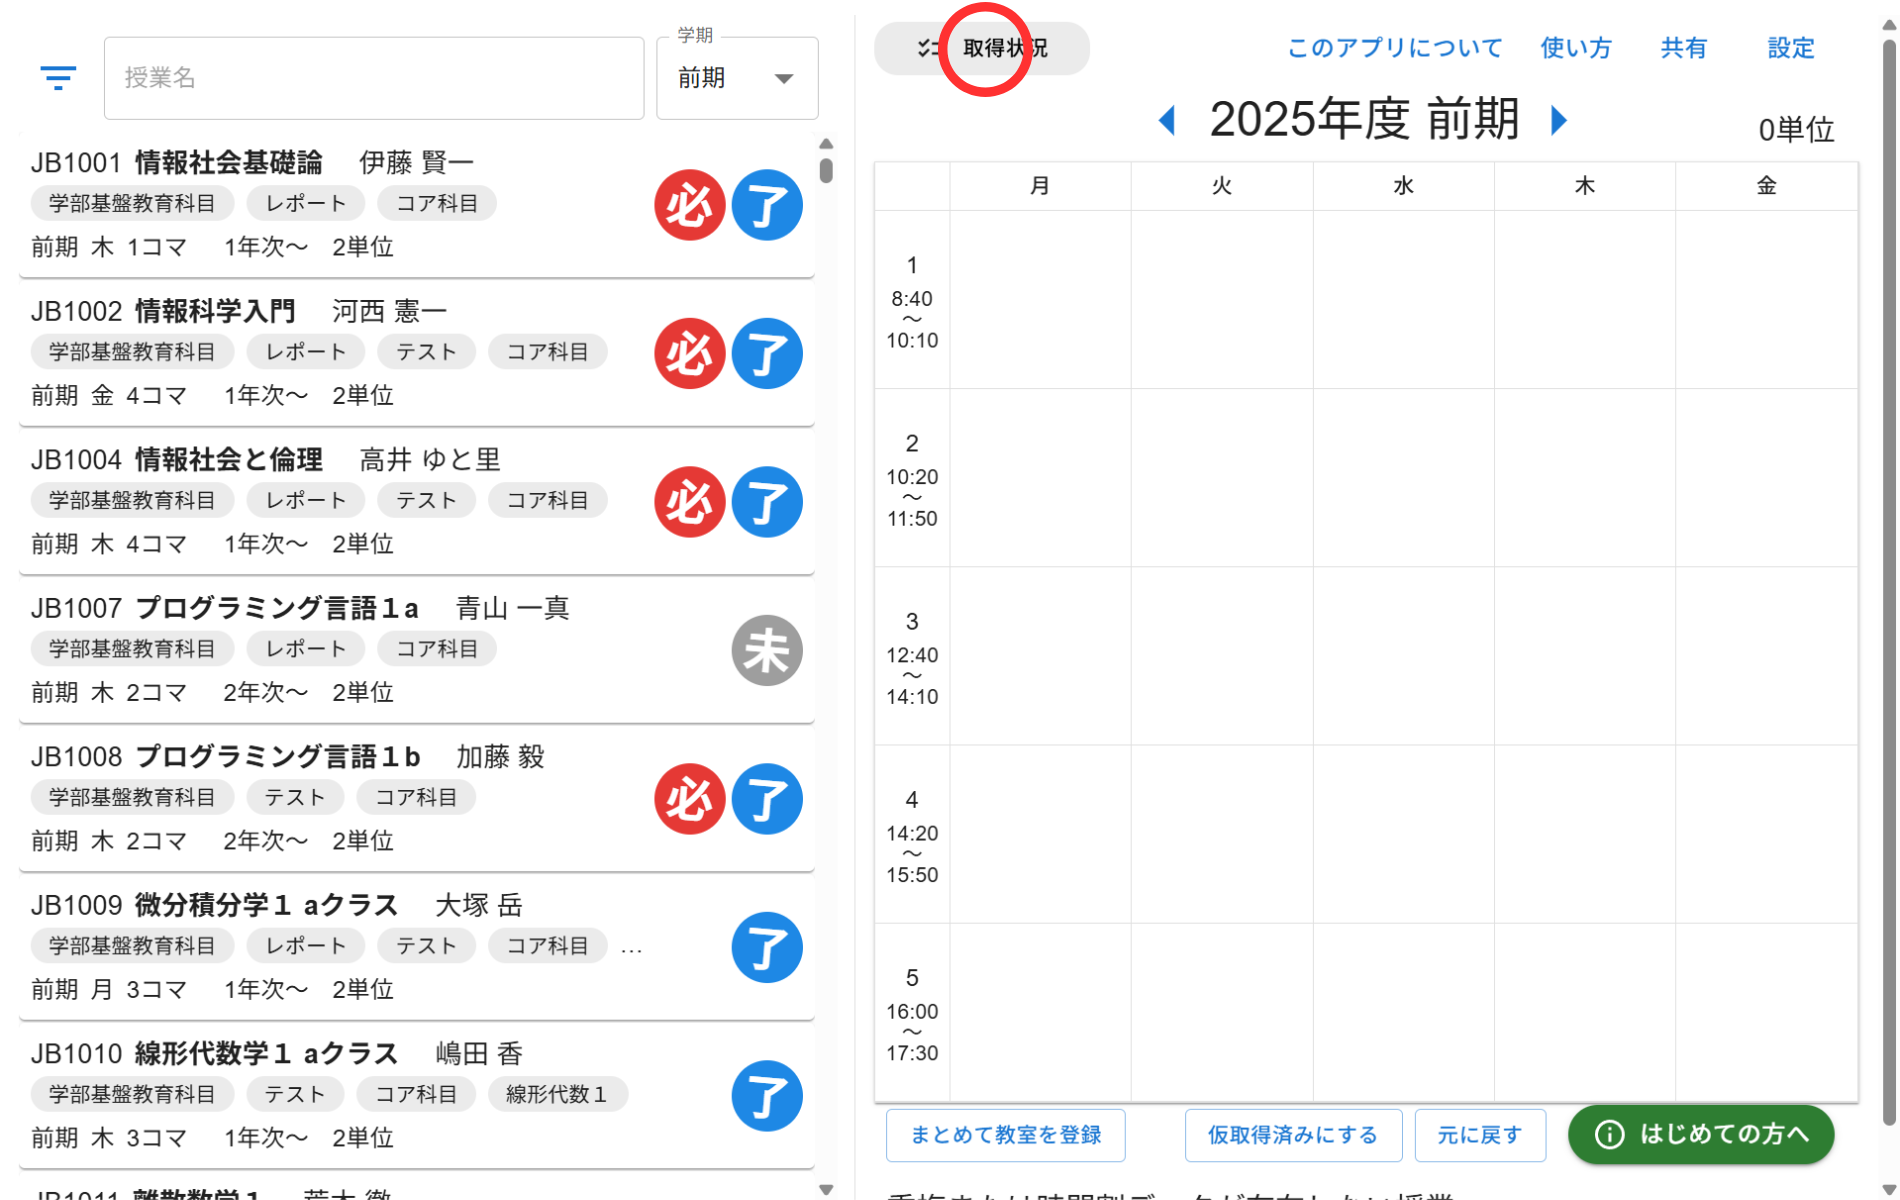 授業名
学期
前期
JB1001 情報社会基礎論 伊藤 賢一
学部基盤教育科目 レポート コア科目
前期 木 1コマ 1年次～ 2単位
必 了
JB1002 情報科学入門 河西 憲一
学部基盤教育科目 レポート テスト コア科目
前期 金 4コマ 1年次～ 2単位
必 了
JB1004 情報社会と倫理 高井 ゆと里
学部基盤教育科目 レポート テスト コア科目
前期 木 4コマ 1年次～ 2単位
必 了
JB1007 プログラミング言語１a 青山 一真
学部基盤教育科目 レポート コア科目
前期 木 2コマ 2年次～ 2単位
未
JB1008 プログラミング言語１b 加藤 毅
学部基盤教育科目 テスト コア科目
前期 木 2コマ 2年次～ 2単位
必 了
JB1009 微分積分学１ aクラス 大塚 岳
学部基盤教育科目 レポート テスト コア科目 …
前期 月 3コマ 1年次～ 2単位
了
JB1010 線形代数学１ aクラス 嶋田 香
学部基盤教育科目 テスト コア科目 線形代数１
前期 木 3コマ 1年次～ 2単位
了
JB1011 離散数学１ 荒木 徹
取得状況
このアプリについて 使い方 共有 設定
2025年度 前期
0単位
月 火 水 木 金
1
8:40
～
10:10
2
10:20
～
11:50
3
12:40
～
14:10
4
14:20
～
15:50
5
16:00
～
17:30
まとめて教室を登録 仮取得済みにする 元に戻す はじめての方へ